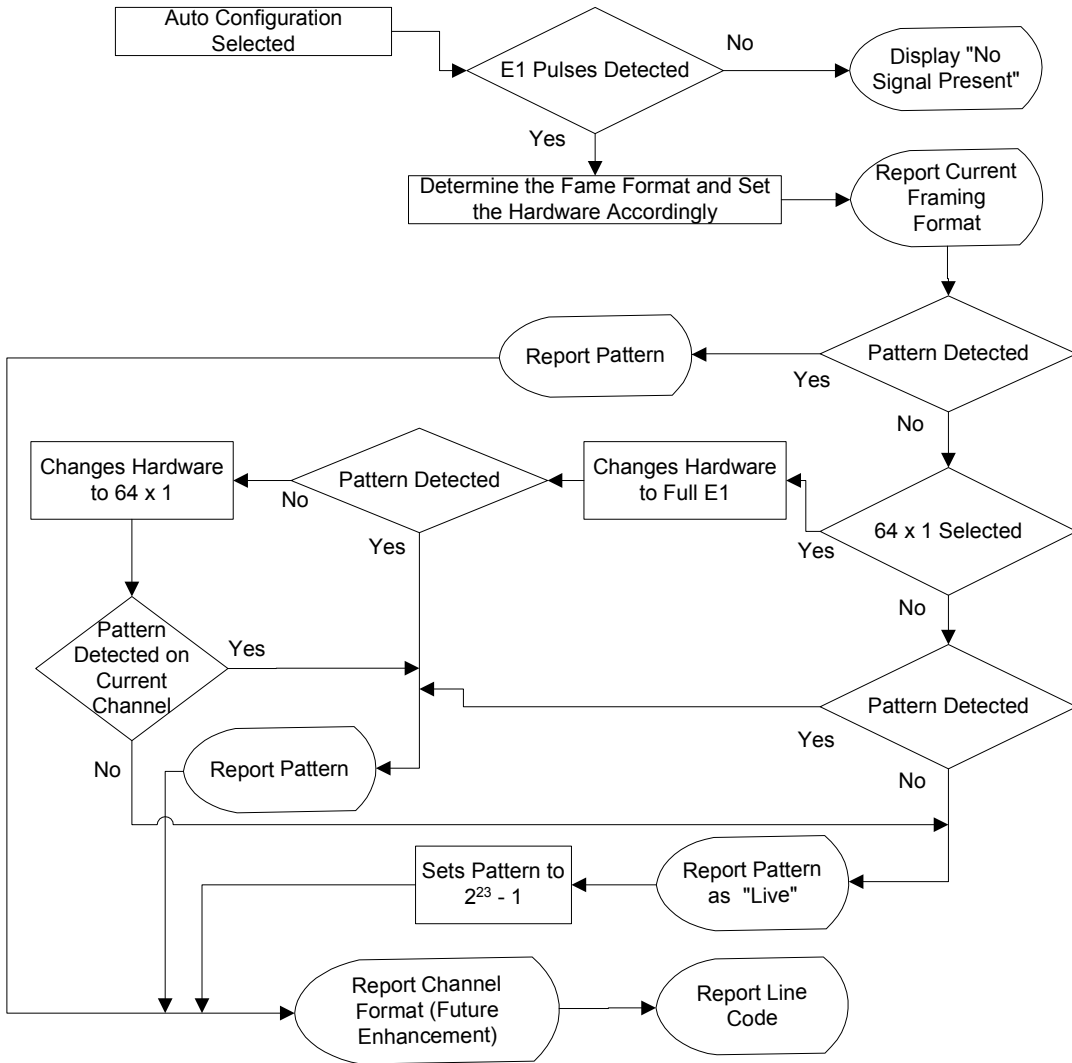 Auto Configuration
Selected
E1 Pulses Detected
No
Display "No
Signal Present"
Yes
Determine the Fame Format and Set
the Hardware Accordingly
Report Current
Framing
Format
Report Pattern
Yes
Pattern Detected
No
Changes Hardware
to 64 x 1
No
Pattern Detected
Yes
Changes Hardware
to Full E1
Yes
64 x 1 Selected
No
Pattern
Detected on
Current
Channel
Yes
No
Pattern Detected
Yes
No
Report Pattern
Sets Pattern to
2²³ - 1
Report Pattern
as "Live"
Report Channel
Format (Future
Enhancement)
Report Line
Code